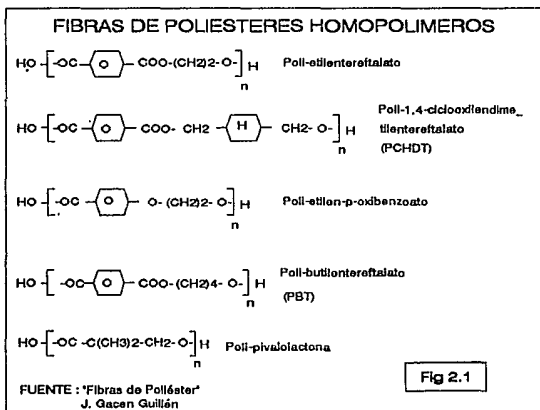 FIBRAS DE POLIESTERES HOMOPOLIMEROS
HO -[ -OC -O- COO-(CH2)2-O- ]n H Poli-etilentereftalato
HO -[ -OC -O- COO- CH2 -H- CH2-O- ]n H Poli-1,4-ciclooxilendime_
tilentereftalato
(PCHDT)
HO -[ -OC -O- O-(CH2)2-O- ]n H Poli-etilen-p-oxibenzoato
HO -[ -OC -O- COO-(CH2)4-O- ]n H Poli-butilentereftalato
(PBT)
HO -[ -OC -C(CH3)2-CH2-O- ]n H Poli-pivalolactona
Fig 2.1
FUENTE : "Fibras de Poliéster"
J. Gacen Guillén